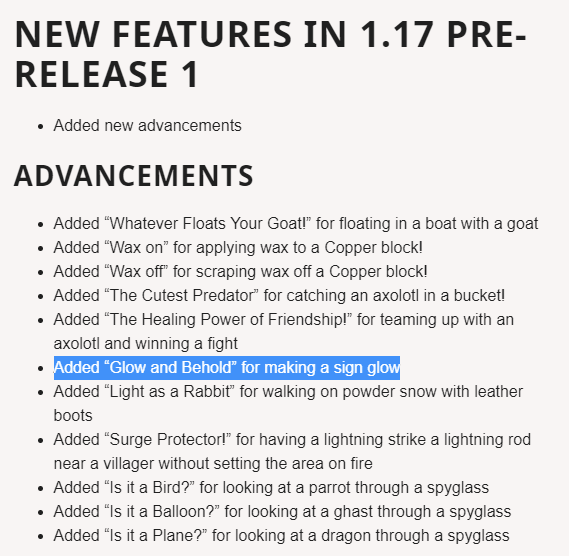 NEW FEATURES IN 1.17 PRE-
RELEASE 1
• Added new advancements
ADVANCEMENTS
• Added “Whatever Floats Your Goat!” for floating in a boat with a goat
• Added “Wax on” for applying wax to a Copper block!
• Added “Wax off” for scraping wax off a Copper block!
• Added “The Cutest Predator” for catching an axolotl in a bucket!
• Added “The Healing Power of Friendship!” for teaming up with an
axolotl and winning a fight
• Added “Glow and Behold” for making a sign glow
• Added “Light as a Rabbit” for walking on powder snow with leather
boots
• Added “Surge Protector!” for having a lightning strike a lightning rod
near a villager without setting the area on fire
• Added “Is it a Bird?” for looking at a parrot through a spyglass
• Added “Is it a Balloon?” for looking at a ghast through a spyglass
• Added “Is it a Plane?” for looking at a dragon through a spyglass